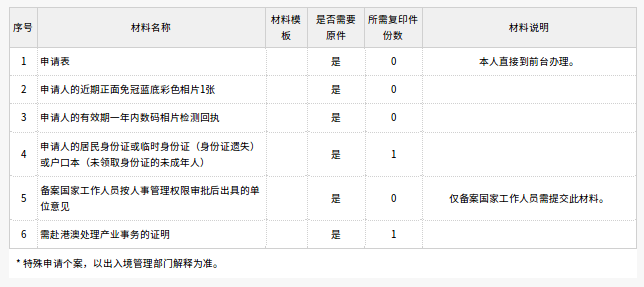 序号 材料名称 材料模板 是否需要原件 所需复印件份数 材料说明
1 申请表 是 0 本人直接到前台办理。
2 申请人的近期正面免冠蓝底彩色相片1张 是 0
3 申请人的有效期一年内数码相片检测回执 是 0
4 申请人的居民身份证或临时身份证（身份证遗失）
或户口本（未领取身份证的未成年人） 是 1
5 备案国家工作人员按人事管理权限审批后出具的单
位意见 是 0 仅备案国家工作人员需提交此材料。
6 需赴港澳处理产业事务的证明 是 1
* 特殊申请个案，以出入境管理部门解释为准。